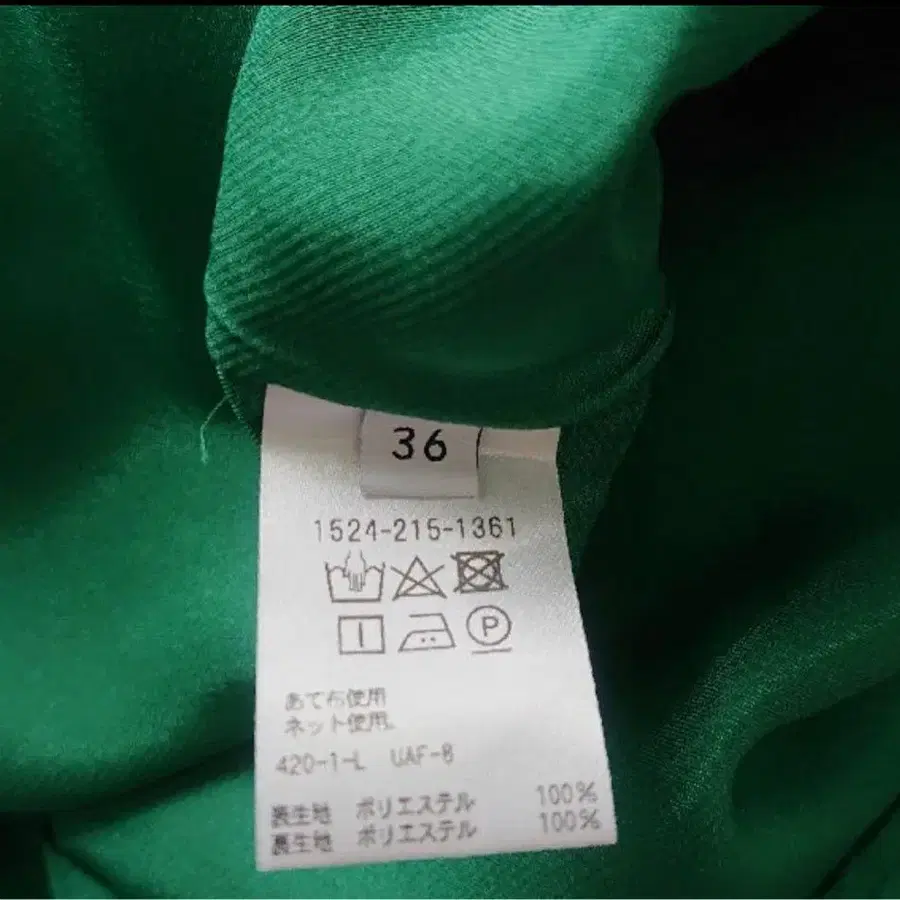 36
1524-215-1361
P
あて布使用
ネット使用。
420-1-L UAF-8
表生地 ポリエステル 100%
裏生地 ポリエステル 100%